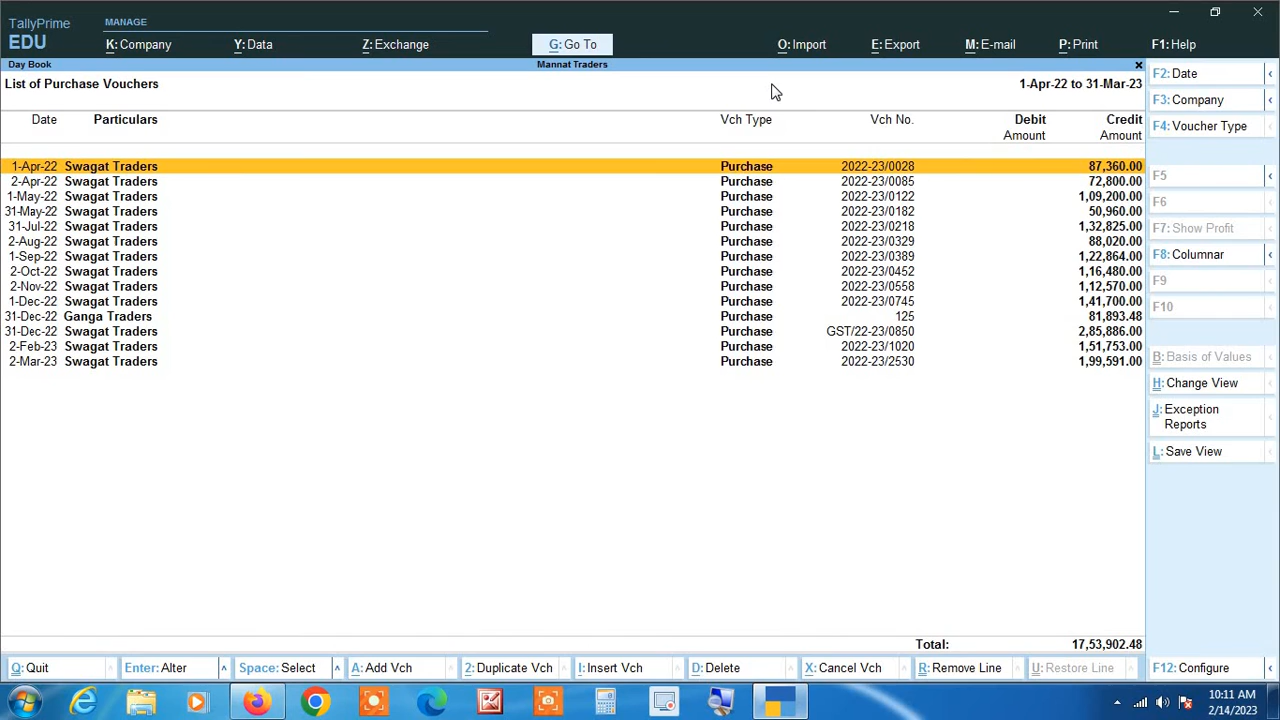 TallyPrime
EDU
MANAGE
K: Company
Y: Data
Z: Exchange
G: Go To
O: Import
E: Export
M: E-mail
P: Print
F1: Help
Day Book
Mannat Traders
List of Purchase Vouchers
1-Apr-22 to 31-Mar-23
Date Particulars Vch Type Vch No. Debit Credit
Amount Amount
1-Apr-22 Swagat Traders Purchase 2022-23/0028 87,360.00
2-Apr-22 Swagat Traders Purchase 2022-23/0085 72,800.00
1-May-22 Swagat Traders Purchase 2022-23/0122 1,09,200.00
31-May-22 Swagat Traders Purchase 2022-23/0182 50,960.00
31-Jul-22 Swagat Traders Purchase 2022-23/0218 1,32,825.00
2-Aug-22 Swagat Traders Purchase 2022-23/0329 88,020.00
1-Sep-22 Swagat Traders Purchase 2022-23/0389 1,22,864.00
2-Oct-22 Swagat Traders Purchase 2022-23/0452 1,16,480.00
2-Nov-22 Swagat Traders Purchase 2022-23/0558 1,12,570.00
1-Dec-22 Swagat Traders Purchase 2022-23/0745 1,41,700.00
31-Dec-22 Ganga Traders Purchase 125 81,893.48
31-Dec-22 Swagat Traders Purchase GST/22-23/0850 2,85,886.00
2-Feb-23 Swagat Traders Purchase 2022-23/1020 1,51,753.00
2-Mar-23 Swagat Traders Purchase 2022-23/2530 1,99,591.00
Total: 17,53,902.48
F2: Date
F3: Company
F4: Voucher Type
F5
F6
F7: Show Profit
F8: Columnar
F9
F10
B: Basis of Values
H: Change View
J: Exception
Reports
L: Save View
Q: Quit
Enter: Alter
Space: Select
A: Add Vch
2: Duplicate Vch
I: Insert Vch
D: Delete
X: Cancel Vch
R: Remove Line
U: Restore Line
F12: Configure
10:11 AM
2/14/2023